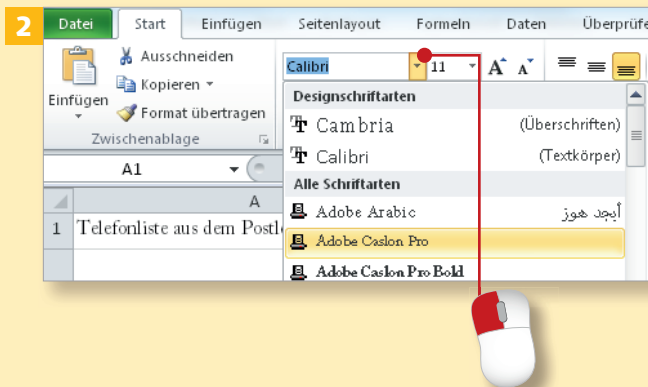 2
Datei Start Einfügen Seitenlayout Formeln Daten Überprüfe
Ausschneiden
Kopieren
Format übertragen
Einfügen
Zwischenablage
Calibri 11 A A
Designschriftarten
Cambria (Überschriften)
Calibri (Textkörper)
Alle Schriftarten
Adobe Arabic أيجد هوز
Adobe Caslon Pro
Adobe Caslon Pro Bold
A1
A
1 Telefonliste aus dem Postl